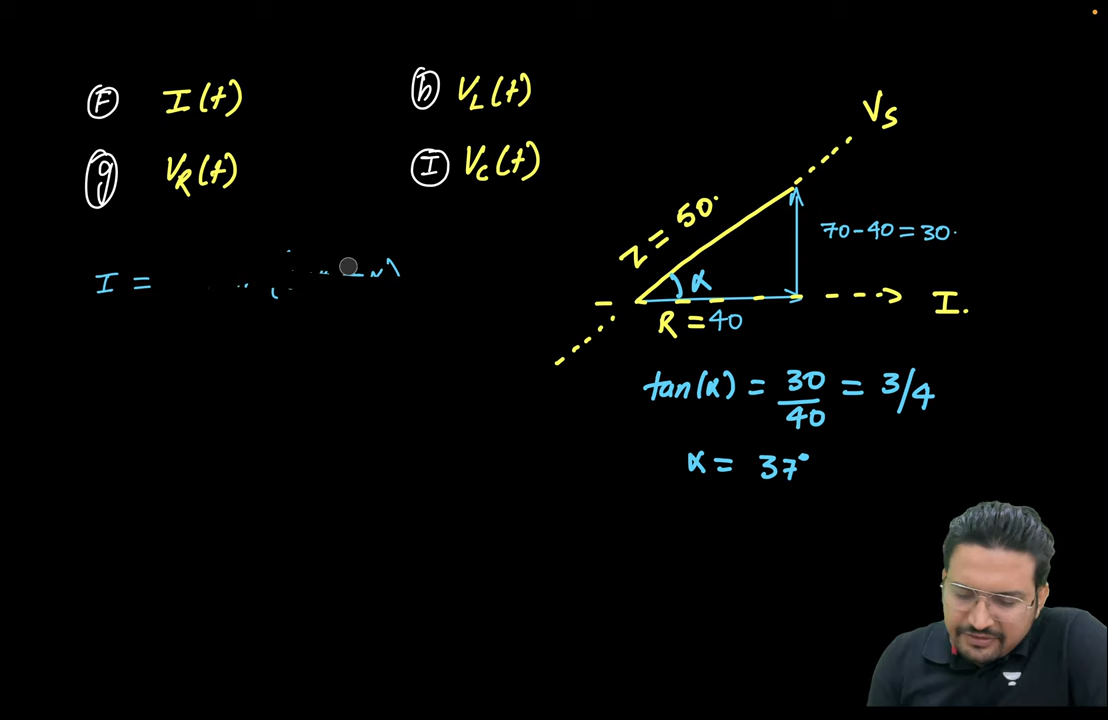 F I(t)
h V_L(t)
g V_R(t)
I V_C(t)
I =
V_S
Z = 50.
70-40=30.
α
R = 40
I.
tan(α) = 30/40 = 3/4
α = 37°